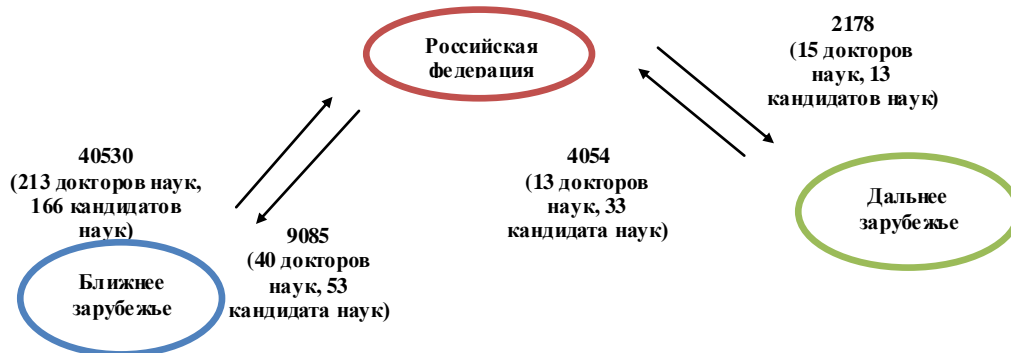 Российская
федерация
2178
(15 докторов
наук, 13
кандидатов наук)
40530
(213 докторов наук,
166 кандидатов
наук)
4054
(13 докторов
наук, 33
кандидата наук)
Дальнее
зарубежье
9085
(40 докторов
наук, 53
кандидата наук)
Ближнее
зарубежье